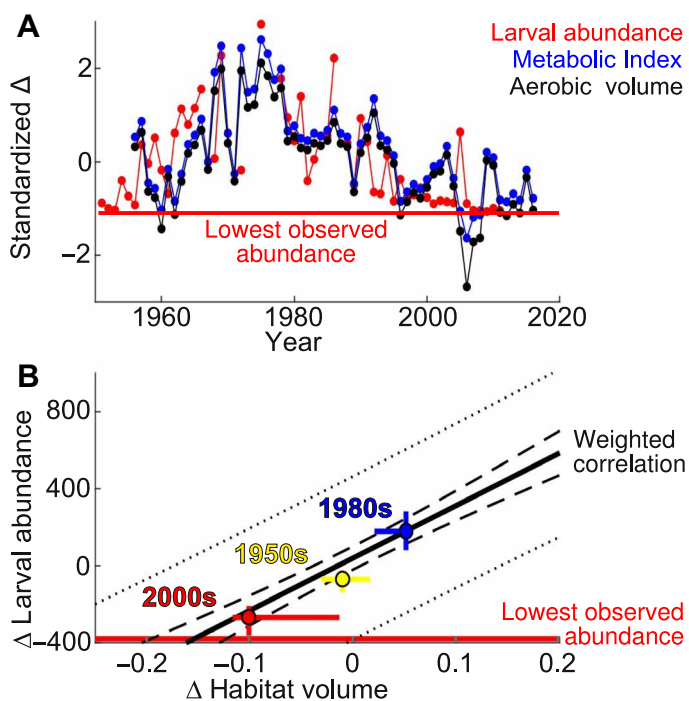 A
Larval abundance
Metabolic Index
Aerobic volume
Standardized Δ
2
0
−2
Lowest observed
abundance
1960 1980 2000 2020
Year
B
Δ Larval abundance
800
400
0
−400
Weighted
correlation
1980s
1950s
2000s
Lowest observed
abundance
−0.2 −0.1 0 0.1 0.2
Δ Habitat volume